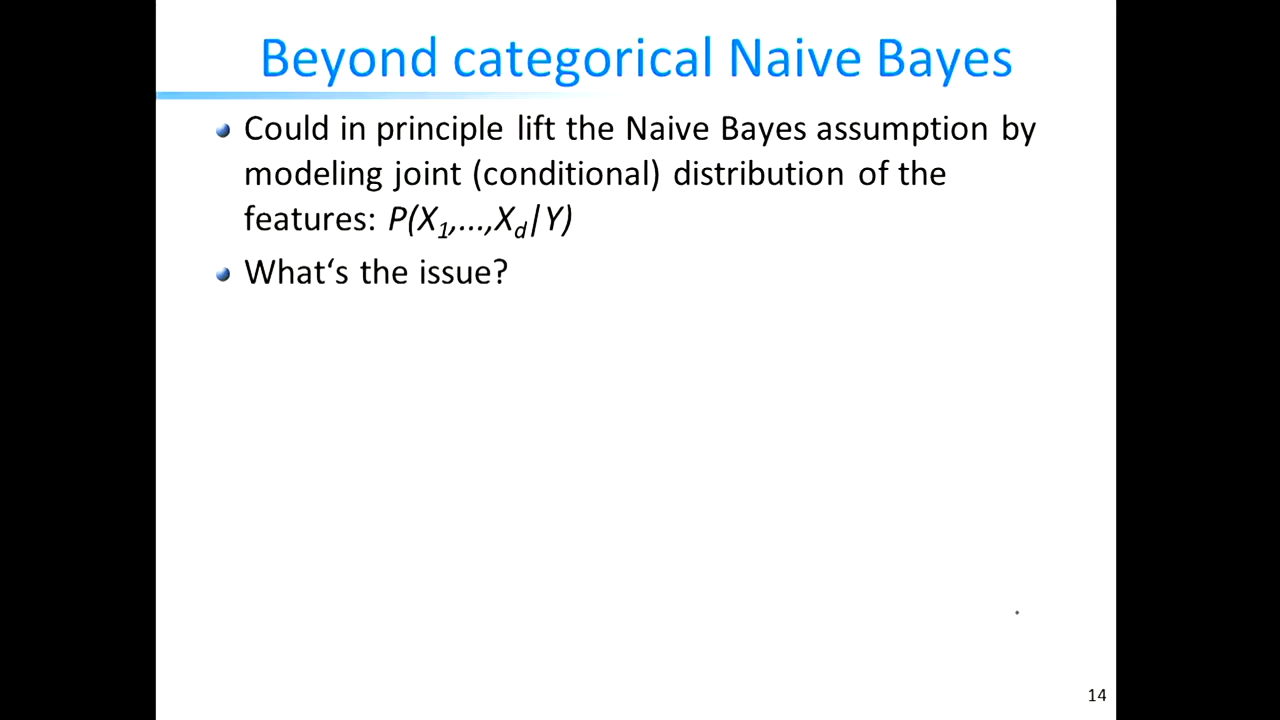 Beyond categorical Naive Bayes
Could in principle lift the Naive Bayes assumption by
modeling joint (conditional) distribution of the
features: P(X₁,...,X_d|Y)
What‘s the issue?
14